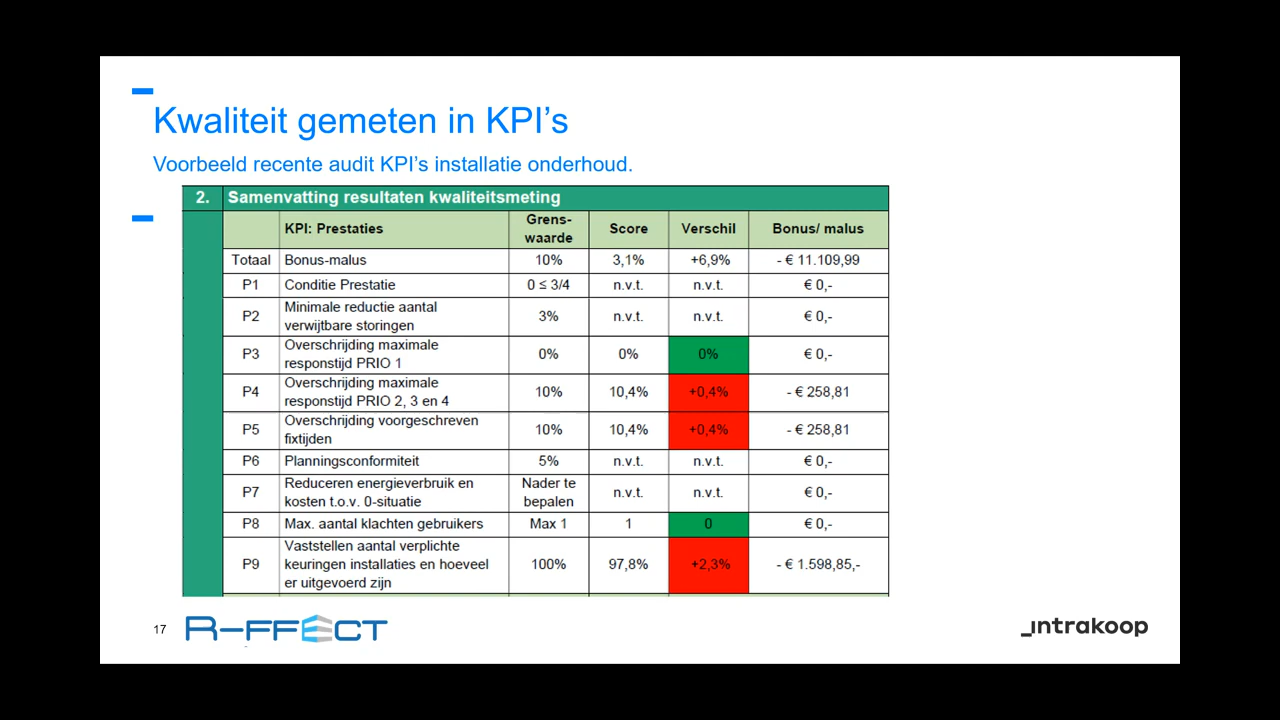 Kwaliteit gemeten in KPI's
Voorbeeld recente audit KPI's installatie onderhoud.
2. Samenvatting resultaten kwaliteitsmeting
KPI: Prestaties Grens-waarde Score Verschil Bonus/ malus
Totaal Bonus-malus 10% 3,1% +6,9% - € 11.109,99
P1 Conditie Prestatie 0 ≤ 3/4 n.v.t. n.v.t. € 0,-
P2 Minimale reductie aantal
verwijtbare storingen 3% n.v.t. n.v.t. € 0,-
P3 Overschrijding maximale
responstijd PRIO 1 0% 0% 0% € 0,-
P4 Overschrijding maximale
responstijd PRIO 2, 3 en 4 10% 10,4% +0,4% - € 258,81
P5 Overschrijding voorgeschreven
fixtijden 10% 10,4% +0,4% - € 258,81
P6 Planningsconformiteit 5% n.v.t. n.v.t. € 0,-
P7 Reduceren energieverbruik en
kosten t.o.v. 0-situatie Nader te bepalen n.v.t. n.v.t. € 0,-
P8 Max. aantal klachten gebruikers Max 1 1 0 € 0,-
P9 Vaststellen aantal verplichte
keuringen installaties en hoeveel
er uitgevoerd zijn 100% 97,8% +2,3% - € 1.598,85,-
17 R-FFECT intrakoop